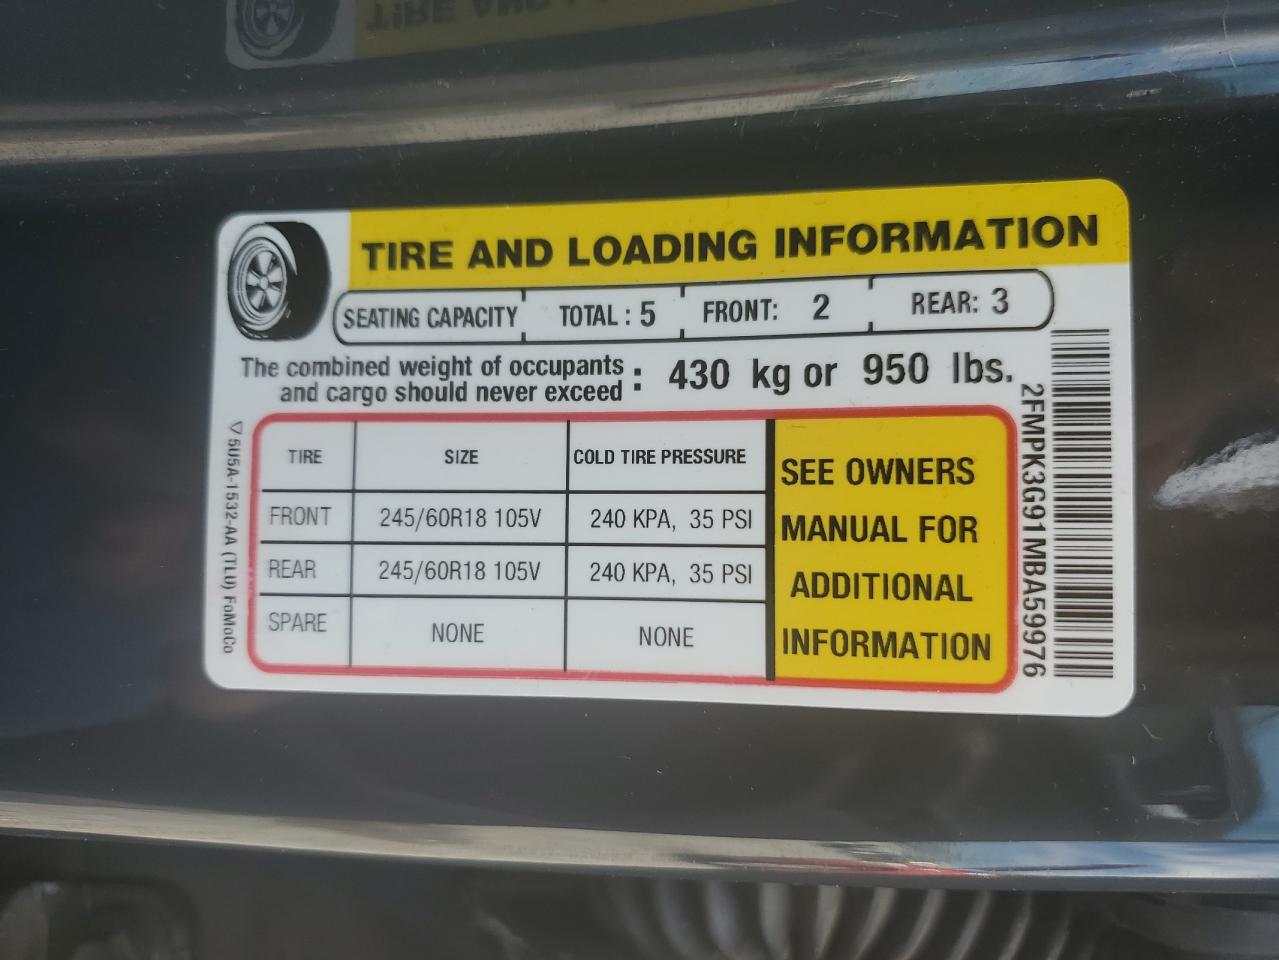 TIRE AND LOADING INFORMATION
SEATING CAPACITY TOTAL : 5 FRONT: 2 REAR: 3
The combined weight of occupants
and cargo should never exceed : 430 kg or 950 lbs.
TIRE SIZE COLD TIRE PRESSURE
FRONT 245/60R18 105V 240 KPA, 35 PSI
REAR 245/60R18 105V 240 KPA, 35 PSI
SPARE NONE NONE
SEE OWNERS
MANUAL FOR
ADDITIONAL
INFORMATION
5U5A-1532-AA (TL0) FoMoCo
2FMPK3G91MBA59976
TIRE AND